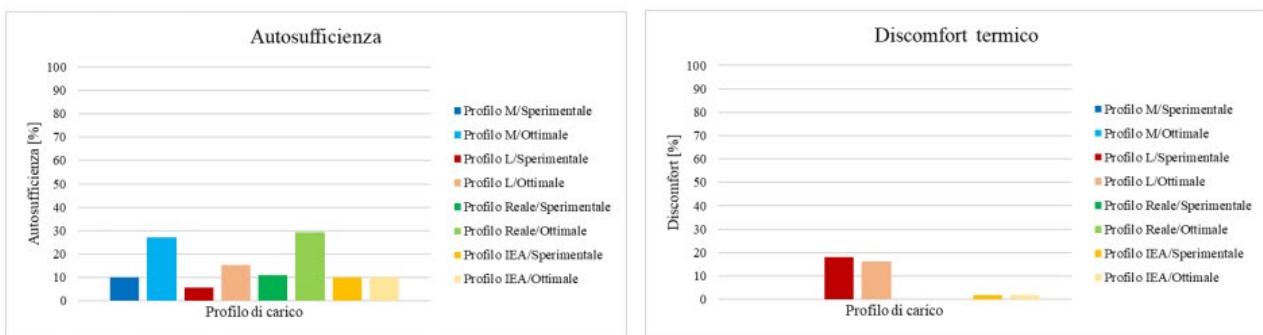 Autosufficienza
Autosufficienza [%]
100
90
80
70
60
50
40
30
20
10
0
Profilo di carico
Profilo M/Sperimentale
Profilo M/Ottimale
Profilo L/Sperimentale
Profilo L/Ottimale
Profilo Reale/Sperimentale
Profilo Reale/Ottimale
Profilo IEA/Sperimentale
Profilo IEA/Ottimale
Discomfort termico
Discomfort [%]
100
90
80
70
60
50
40
30
20
10
0
Profilo di carico
Profilo M/Sperimentale
Profilo M/Ottimale
Profilo L/Sperimentale
Profilo L/Ottimale
Profilo Reale/Sperimentale
Profilo Reale/Ottimale
Profilo IEA/Sperimentale
Profilo IEA/Ottimale